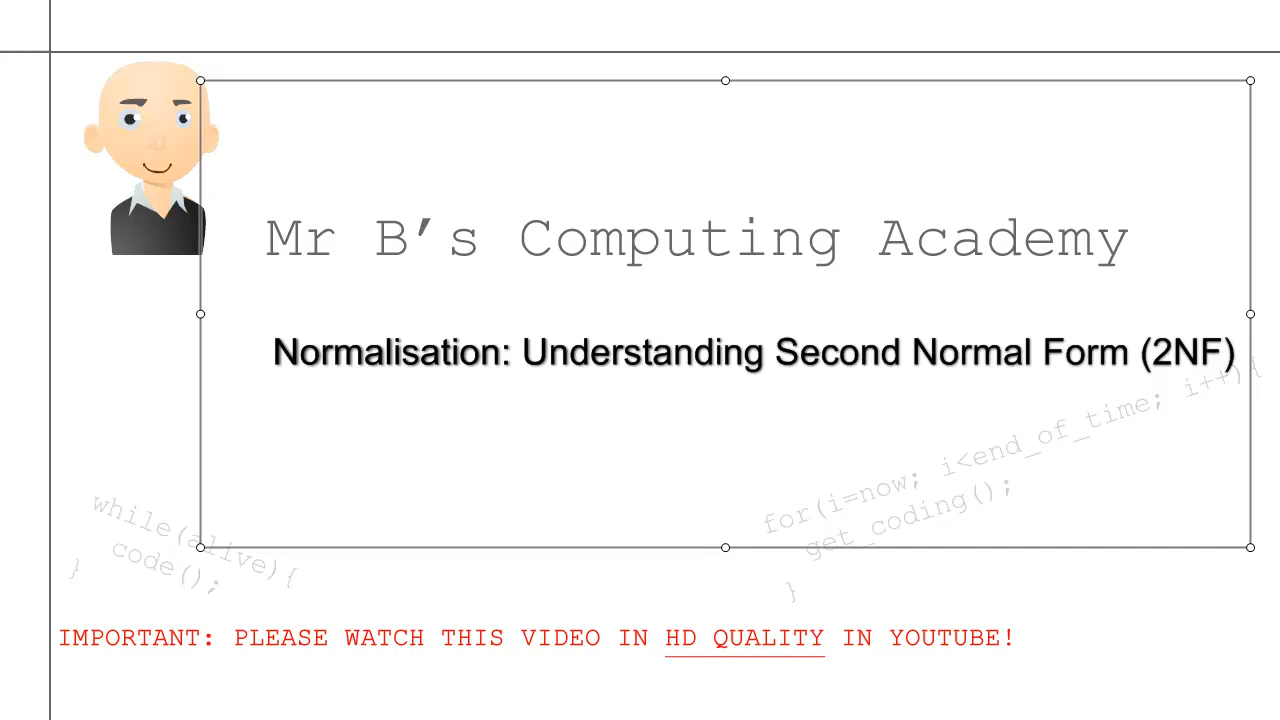 Mr B’s Computing Academy
Normalisation: Understanding Second Normal Form (2NF)
for(i=now; i<end_of_time; i++){
get_coding();
}
while(alive){
code();
}
IMPORTANT: PLEASE WATCH THIS VIDEO IN HD QUALITY IN YOUTUBE!